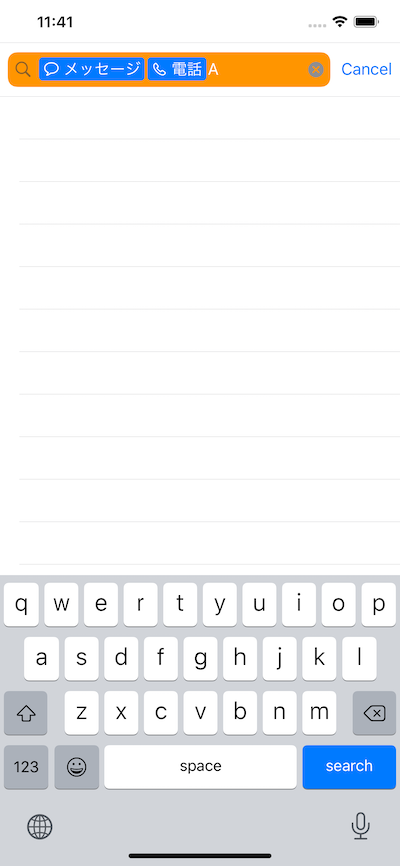 11:41
メッセージ 電話 A Cancel
q w e r t y u i o p
a s d f g h j k l
z x c v b n m
123 space search